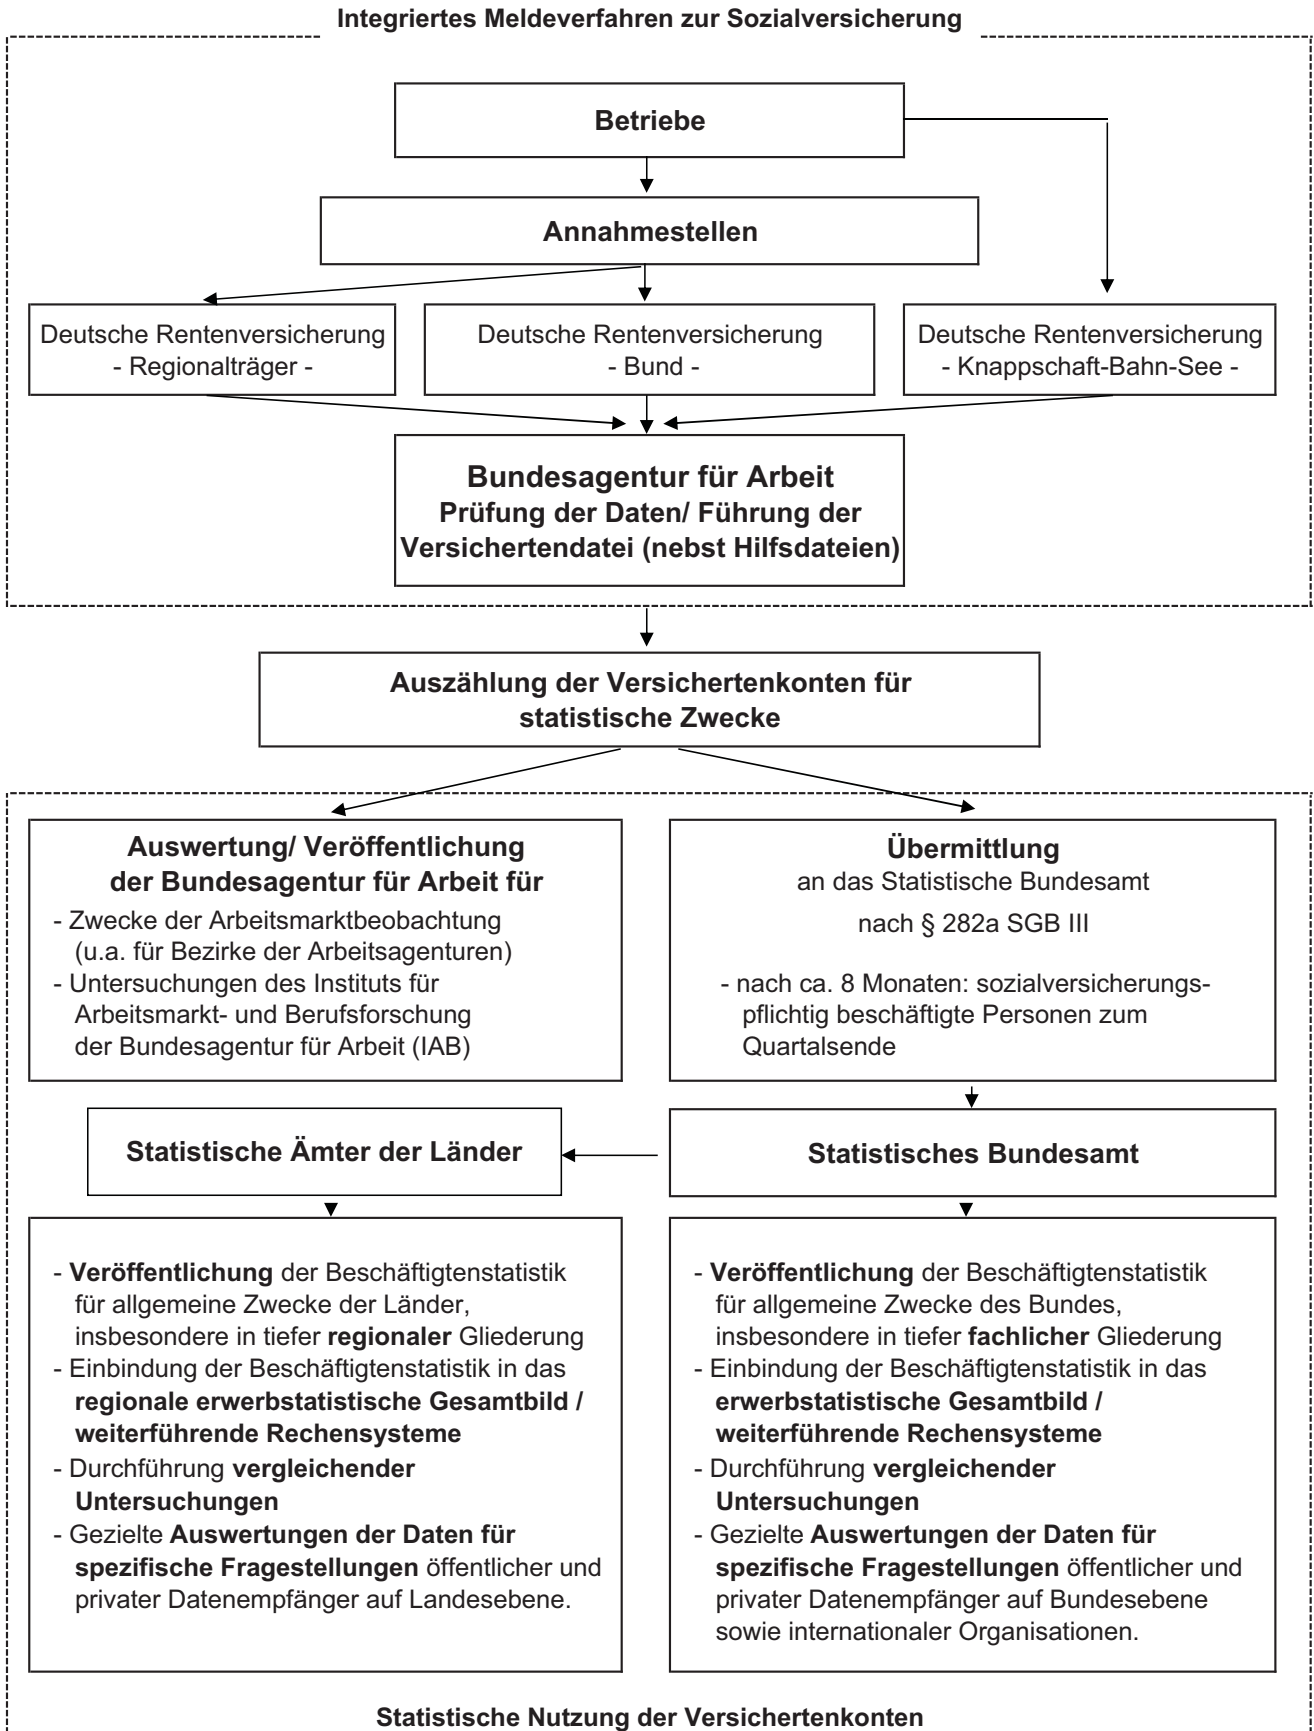 Integriertes Meldeverfahren zur Sozialversicherung
Betriebe
Annahmestellen
Deutsche Rentenversicherung
- Regionalträger -
Deutsche Rentenversicherung
- Bund -
Deutsche Rentenversicherung
- Knappschaft-Bahn-See -
Bundesagentur für Arbeit
Prüfung der Daten/ Führung der
Versichertendatei (nebst Hilfsdateien)
Auszählung der Versichertenkonten für
statistische Zwecke
Auswertung/ Veröffentlichung
der Bundesagentur für Arbeit für
- Zwecke der Arbeitsmarktbeobachtung
(u.a. für Bezirke der Arbeitsagenturen)
- Untersuchungen des Instituts für
Arbeitsmarkt- und Berufsforschung
der Bundesagentur für Arbeit (IAB)
Übermittlung
an das Statistische Bundesamt
nach § 282a SGB III
- nach ca. 8 Monaten: sozialversicherungs-
pflichtig beschäftigte Personen zum
Quartalsende
Statistische Ämter der Länder
Statistisches Bundesamt
- Veröffentlichung der Beschäftigtenstatistik
für allgemeine Zwecke der Länder,
insbesondere in tiefer regionaler Gliederung
- Einbindung der Beschäftigtenstatistik in das
regionale erwerbstatistische Gesamtbild /
weiterführende Rechensysteme
- Durchführung vergleichender
Untersuchungen
- Gezielte Auswertungen der Daten für
spezifische Fragestellungen öffentlicher und
privater Datenempfänger auf Landesebene.
- Veröffentlichung der Beschäftigtenstatistik
für allgemeine Zwecke des Bundes,
insbesondere in tiefer fachlicher Gliederung
- Einbindung der Beschäftigtenstatistik in das
erwerbstatistische Gesamtbild /
weiterführende Rechensysteme
- Durchführung vergleichender
Untersuchungen
- Gezielte Auswertungen der Daten für
spezifische Fragestellungen öffentlicher und
privater Datenempfänger auf Bundesebene
sowie internationaler Organisationen.
Statistische Nutzung der Versichertenkonten